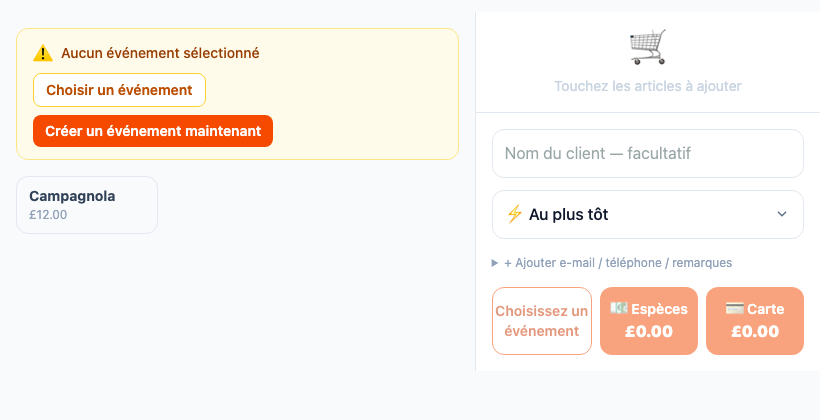 Aucun événement sélectionné
Choisir un événement
Créer un événement maintenant
Campagnola
£12.00
Touchez les articles à ajouter
Nom du client — facultatif
Au plus tôt
+ Ajouter e-mail / téléphone / remarques
Choisissez un
événement
Espèces
£0.00
Carte
£0.00